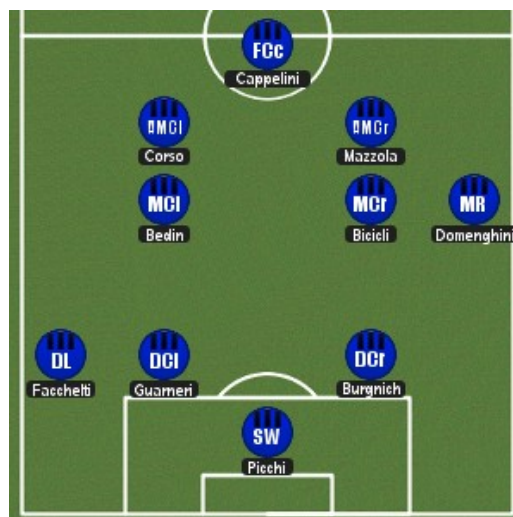 FCc
Cappelini
AMCl AMCr
Corso Mazzola
MCl MCr MR
Bedin Bicicli Domenghini
DL DCl DCr
Facchetti Guarneri Burgnich
SW
Picchi